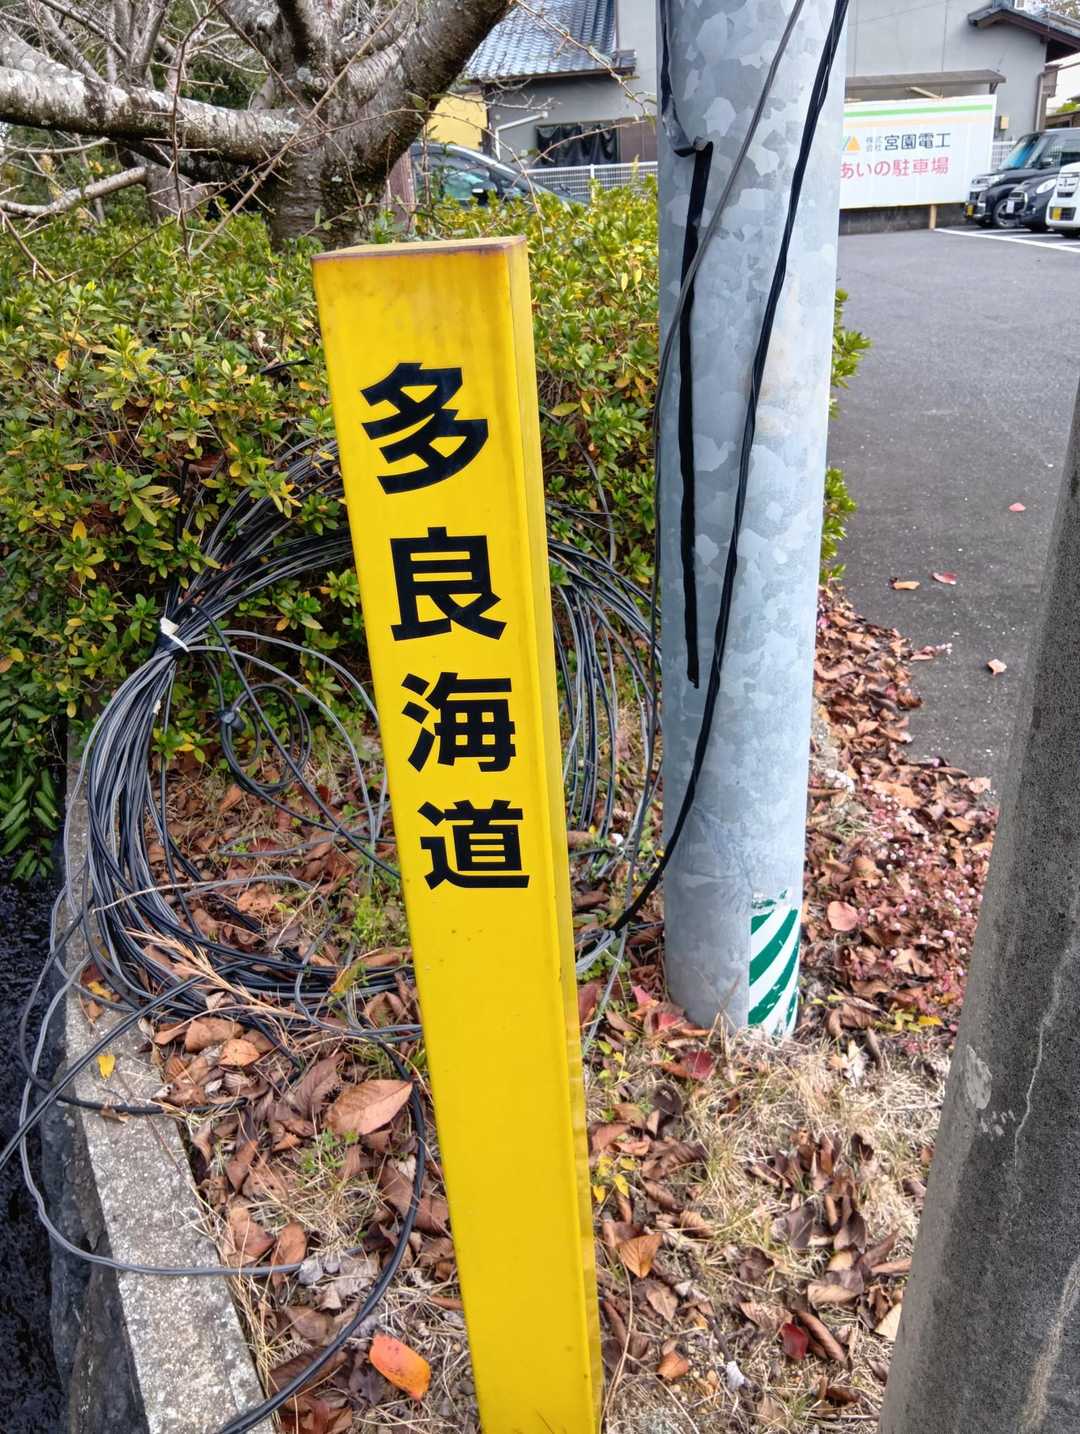 多良海道
株式会社宮園電工
あいの駐車場